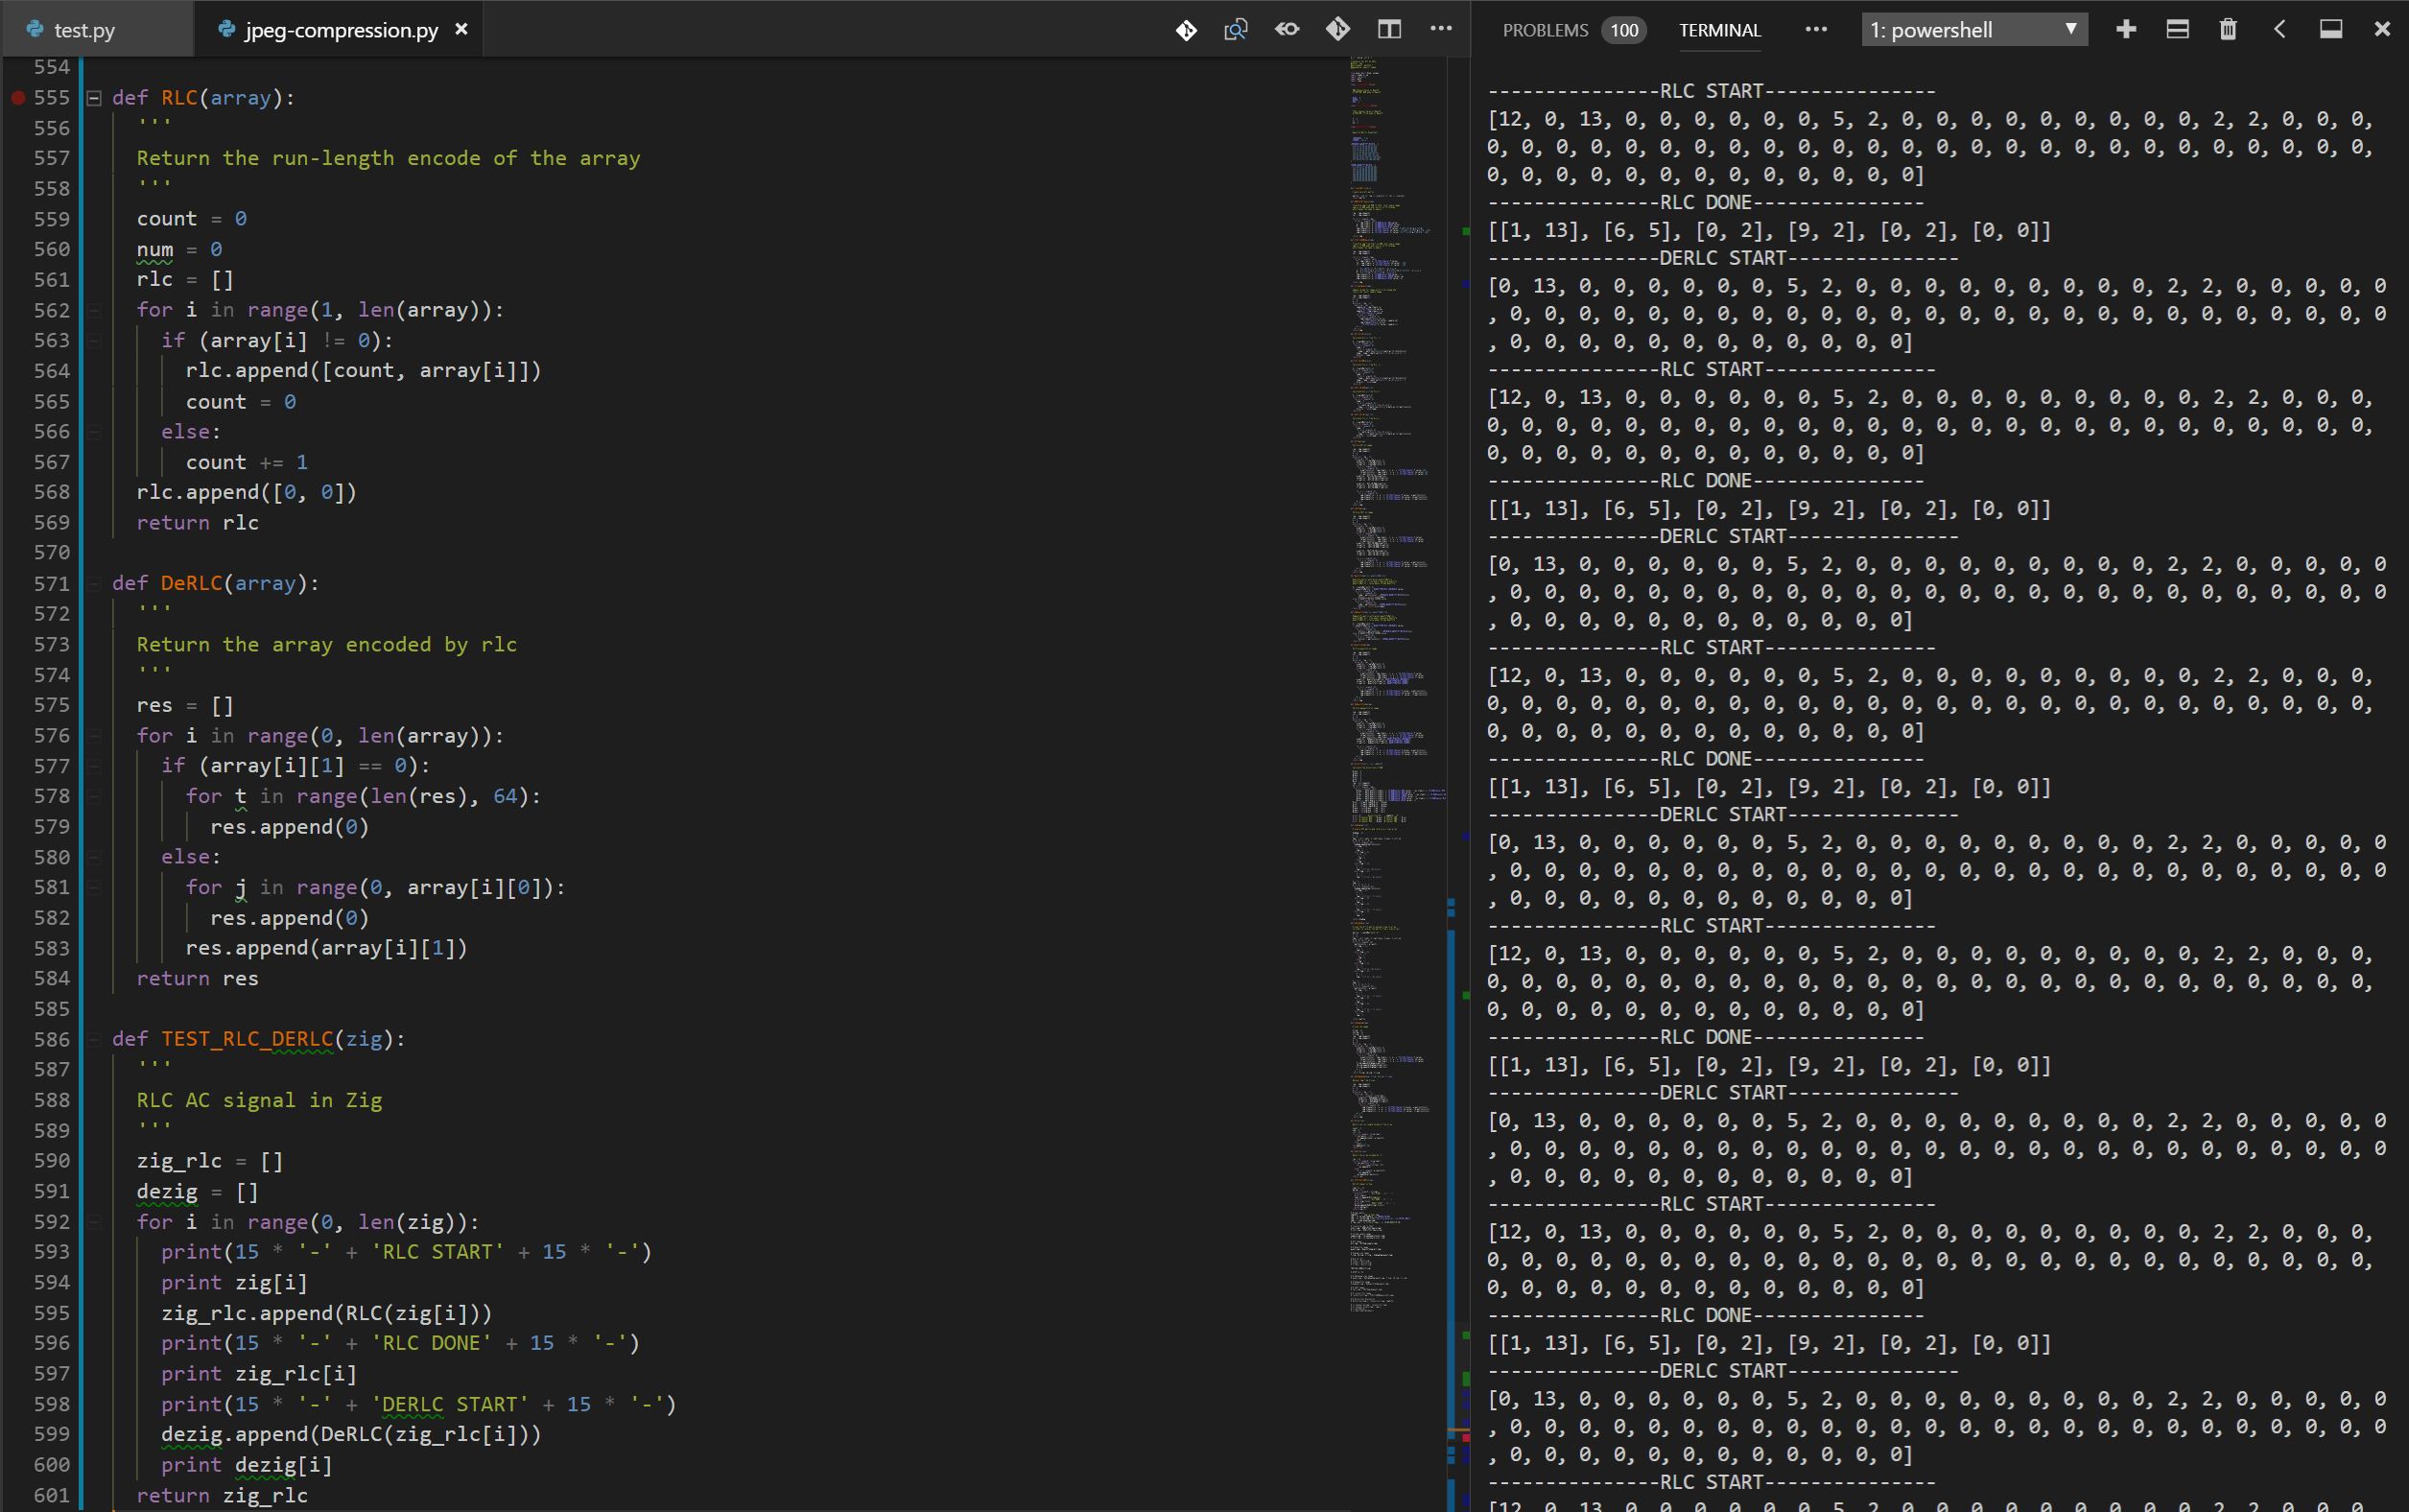 test.py
jpeg-compression.py
554
555 def RLC(array):
556 '''
557 Return the run-length encode of the array
558 '''
559 count = 0
560 num = 0
561 rlc = []
562 for i in range(1, len(array)):
563 if (array[i] != 0):
564 rlc.append([count, array[i]])
565 count = 0
566 else:
567 count += 1
568 rlc.append([0, 0])
569 return rlc
570
571 def DeRLC(array):
572 '''
573 Return the array encoded by rlc
574 '''
575 res = []
576 for i in range(0, len(array)):
577 if (array[i][1] == 0):
578 for t in range(len(res), 64):
579 res.append(0)
580 else:
581 for j in range(0, array[i][0]):
582 res.append(0)
583 res.append(array[i][1])
584 return res
585
586 def TEST_RLC_DERLC(zig):
587 '''
588 RLC AC signal in Zig
589 '''
590 zig_rlc = []
591 dezig = []
592 for i in range(0, len(zig)):
593 print(15 * '-' + 'RLC START' + 15 * '-')
594 print zig[i]
595 zig_rlc.append(RLC(zig[i]))
596 print(15 * '-' + 'RLC DONE' + 15 * '-')
597 print zig_rlc[i]
598 print(15 * '-' + 'DERLC START' + 15 * '-')
599 dezig.append(DeRLC(zig_rlc[i]))
600 print dezig[i]
601 return zig_rlc
PROBLEMS 100 TERMINAL ··· 1: powershell
---------------RLC START---------------
[12, 0, 13, 0, 0, 0, 0, 0, 0, 5, 2, 0, 0, 0, 0, 0, 0, 0, 0, 0, 2, 2, 0, 0, 0,
0, 0, 0, 0, 0, 0, 0, 0, 0, 0, 0, 0, 0, 0, 0, 0, 0, 0, 0, 0, 0, 0, 0, 0, 0, 0,
0, 0, 0, 0, 0, 0, 0, 0, 0, 0, 0, 0, 0]
---------------RLC DONE---------------
[[1, 13], [6, 5], [0, 2], [9, 2], [0, 2], [0, 0]]
---------------DERLC START---------------
[0, 13, 0, 0, 0, 0, 0, 0, 5, 2, 0, 0, 0, 0, 0, 0, 0, 0, 0, 2, 2, 0, 0, 0, 0, 0
, 0, 0, 0, 0, 0, 0, 0, 0, 0, 0, 0, 0, 0, 0, 0, 0, 0, 0, 0, 0, 0, 0, 0, 0, 0, 0
, 0, 0, 0, 0, 0, 0, 0, 0, 0, 0, 0, 0]
---------------RLC START---------------
[12, 0, 13, 0, 0, 0, 0, 0, 0, 5, 2, 0, 0, 0, 0, 0, 0, 0, 0, 0, 2, 2, 0, 0, 0,
0, 0, 0, 0, 0, 0, 0, 0, 0, 0, 0, 0, 0, 0, 0, 0, 0, 0, 0, 0, 0, 0, 0, 0, 0, 0,
0, 0, 0, 0, 0, 0, 0, 0, 0, 0, 0, 0, 0]
---------------RLC DONE---------------
[[1, 13], [6, 5], [0, 2], [9, 2], [0, 2], [0, 0]]
---------------DERLC START---------------
[0, 13, 0, 0, 0, 0, 0, 0, 5, 2, 0, 0, 0, 0, 0, 0, 0, 0, 0, 2, 2, 0, 0, 0, 0, 0
, 0, 0, 0, 0, 0, 0, 0, 0, 0, 0, 0, 0, 0, 0, 0, 0, 0, 0, 0, 0, 0, 0, 0, 0, 0, 0
, 0, 0, 0, 0, 0, 0, 0, 0, 0, 0, 0, 0]
---------------RLC START---------------
[12, 0, 13, 0, 0, 0, 0, 0, 0, 5, 2, 0, 0, 0, 0, 0, 0, 0, 0, 0, 2, 2, 0, 0, 0,
0, 0, 0, 0, 0, 0, 0, 0, 0, 0, 0, 0, 0, 0, 0, 0, 0, 0, 0, 0, 0, 0, 0, 0, 0, 0,
0, 0, 0, 0, 0, 0, 0, 0, 0, 0, 0, 0, 0]
---------------RLC DONE---------------
[[1, 13], [6, 5], [0, 2], [9, 2], [0, 2], [0, 0]]
---------------DERLC START---------------
[0, 13, 0, 0, 0, 0, 0, 0, 5, 2, 0, 0, 0, 0, 0, 0, 0, 0, 0, 2, 2, 0, 0, 0, 0, 0
, 0, 0, 0, 0, 0, 0, 0, 0, 0, 0, 0, 0, 0, 0, 0, 0, 0, 0, 0, 0, 0, 0, 0, 0, 0, 0
, 0, 0, 0, 0, 0, 0, 0, 0, 0, 0, 0, 0]
---------------RLC START---------------
[12, 0, 13, 0, 0, 0, 0, 0, 0, 5, 2, 0, 0, 0, 0, 0, 0, 0, 0, 0, 2, 2, 0, 0, 0,
0, 0, 0, 0, 0, 0, 0, 0, 0, 0, 0, 0, 0, 0, 0, 0, 0, 0, 0, 0, 0, 0, 0, 0, 0, 0,
0, 0, 0, 0, 0, 0, 0, 0, 0, 0, 0, 0, 0]
---------------RLC DONE---------------
[[1, 13], [6, 5], [0, 2], [9, 2], [0, 2], [0, 0]]
---------------DERLC START---------------
[0, 13, 0, 0, 0, 0, 0, 0, 5, 2, 0, 0, 0, 0, 0, 0, 0, 0, 0, 2, 2, 0, 0, 0, 0, 0
, 0, 0, 0, 0, 0, 0, 0, 0, 0, 0, 0, 0, 0, 0, 0, 0, 0, 0, 0, 0, 0, 0, 0, 0, 0, 0
, 0, 0, 0, 0, 0, 0, 0, 0, 0, 0, 0, 0]
---------------RLC START---------------
[12, 0, 13, 0, 0, 0, 0, 0, 0, 5, 2, 0, 0, 0, 0, 0, 0, 0, 0, 0, 2, 2, 0, 0, 0,
0, 0, 0, 0, 0, 0, 0, 0, 0, 0, 0, 0, 0, 0, 0, 0, 0, 0, 0, 0, 0, 0, 0, 0, 0, 0,
0, 0, 0, 0, 0, 0, 0, 0, 0, 0, 0, 0, 0]
---------------RLC DONE---------------
[[1, 13], [6, 5], [0, 2], [9, 2], [0, 2], [0, 0]]
---------------DERLC START---------------
[0, 13, 0, 0, 0, 0, 0, 0, 5, 2, 0, 0, 0, 0, 0, 0, 0, 0, 0, 2, 2, 0, 0, 0, 0, 0
, 0, 0, 0, 0, 0, 0, 0, 0, 0, 0, 0, 0, 0, 0, 0, 0, 0, 0, 0, 0, 0, 0, 0, 0, 0, 0
, 0, 0, 0, 0, 0, 0, 0, 0, 0, 0, 0, 0]
---------------RLC START---------------
[12, 0, 13, 0, 0, 0, 0, 0, 0, 5, 2, 0, 0, 0, 0, 0, 0, 0, 0, 0, 2, 2, 0, 0, 0,